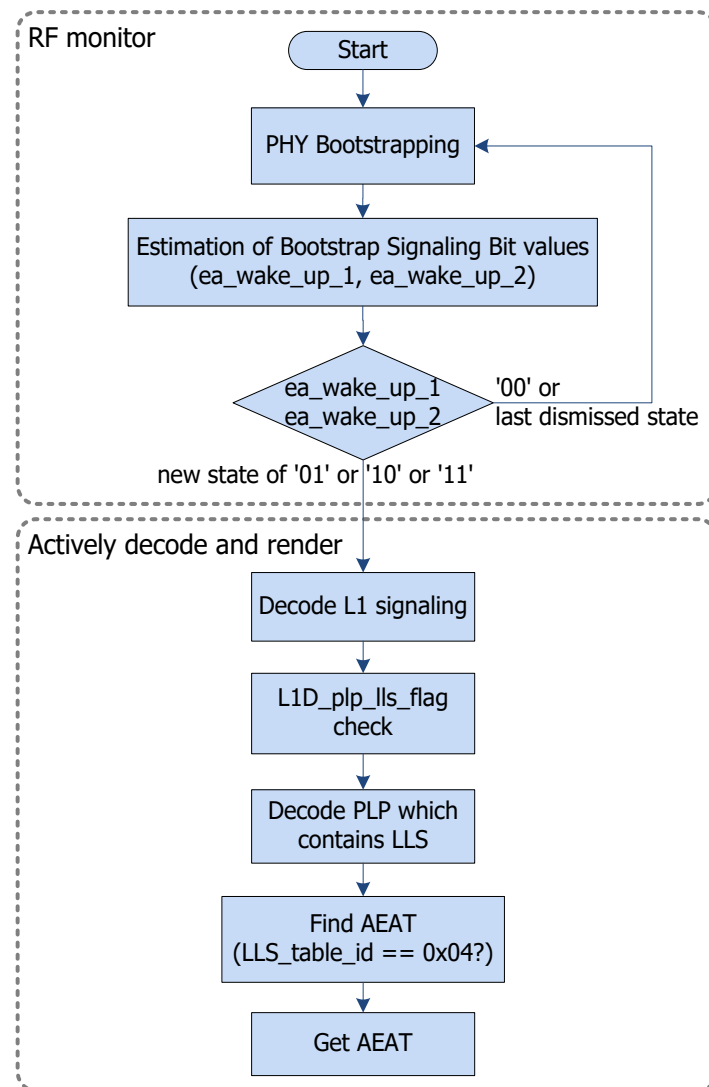 RF monitor
Start
PHY Bootstrapping
Estimation of Bootstrap Signaling Bit values
(ea_wake_up_1, ea_wake_up_2)
ea_wake_up_1
ea_wake_up_2
'00' or
last dismissed state
new state of '01' or '10' or '11'
Actively decode and render
Decode L1 signaling
L1D_plp_lls_flag
check
Decode PLP which
contains LLS
Find AEAT
(LLS_table_id == 0x04?)
Get AEAT